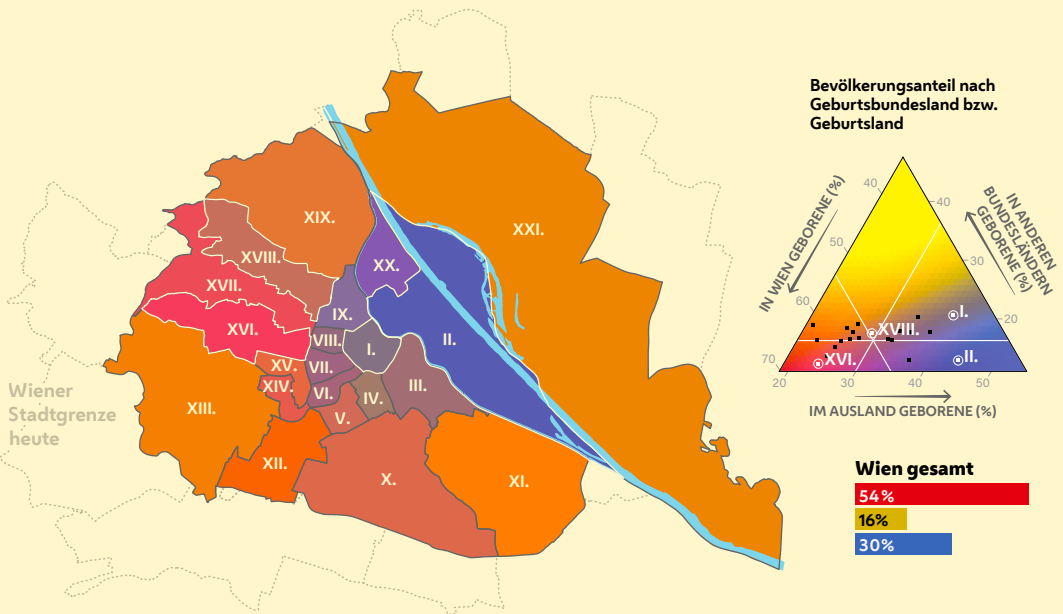 Bevölkerungsanteil nach
Geburtsbundesland bzw.
Geburtsland
IN WIEN GEBORENE (%)
IN ANDEREN
BUNDESLÄNDERN
GEBORENE (%)
40
50
60
70
40
30
20
I.
XVIII.
XVI.
II.
20
30
40
50
IM AUSLAND GEBORENE (%)
XIX.
XXI.
XVIII.
XX.
XVII.
IX.
XVI.
VIII.
I.
II.
XV.
VII.
XIV.
VI.
IV.
III.
XIII.
V.
XII.
X.
XI.
Wiener
Stadtgrenze
heute
Wien gesamt
54%
16%
30%